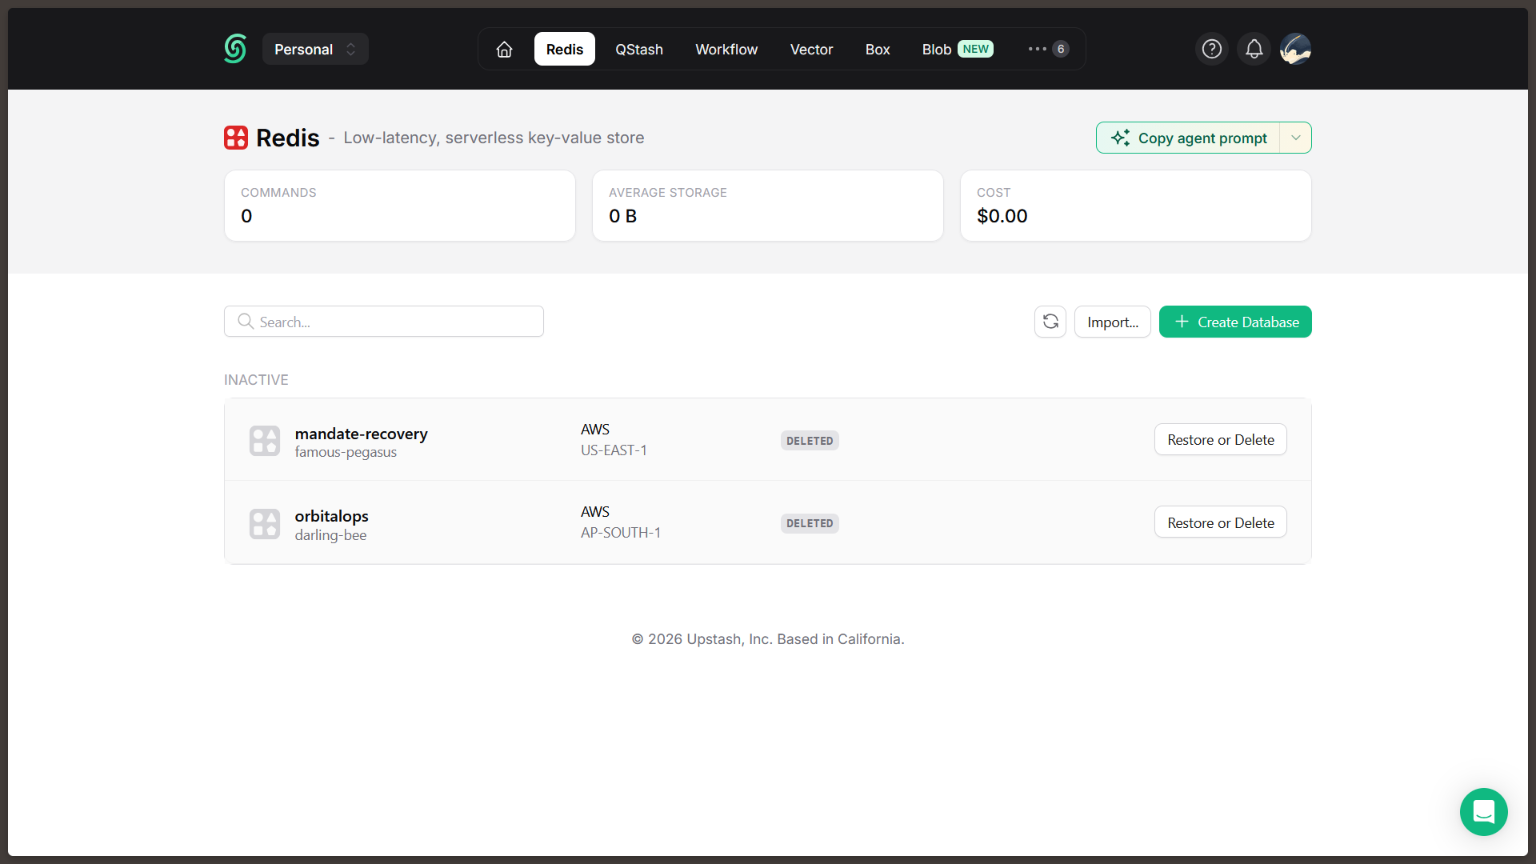 Personal
Redis
QStash
Workflow
Vector
Box
Blob NEW
6
Redis - Low-latency, serverless key-value store
Copy agent prompt
COMMANDS
0
AVERAGE STORAGE
0 B
COST
$0.00
Search...
Import...
Create Database
INACTIVE
mandate-recovery
famous-pegasus
AWS
US-EAST-1
DELETED
Restore or Delete
orbitalops
darling-bee
AWS
AP-SOUTH-1
DELETED
Restore or Delete
© 2026 Upstash, Inc. Based in California.